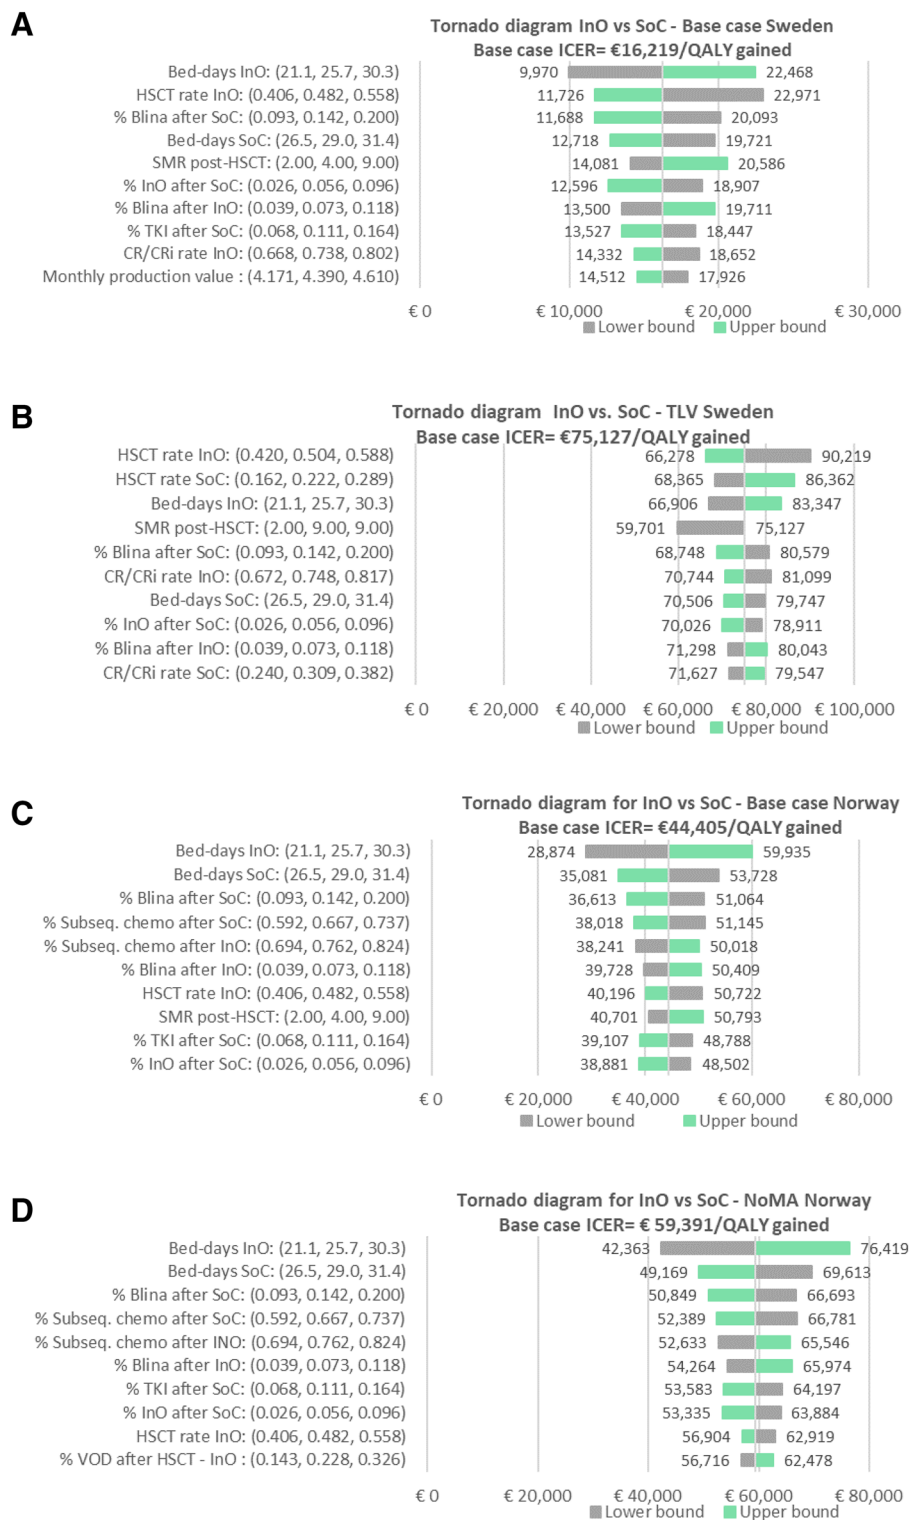 A
Tornado diagram InO vs SoC - Base case Sweden
Base case ICER= €16,219/QALY gained
Bed-days InO: (21.1, 25.7, 30.3) 9,970 22,468
HSCT rate InO: (0.406, 0.482, 0.558) 11,726 22,971
% Blina after SoC: (0.093, 0.142, 0.200) 11,688 20,093
Bed-days SoC: (26.5, 29.0, 31.4) 12,718 19,721
SMR post-HSCT: (2.00, 4.00, 9.00) 14,081 20,586
% InO after SoC: (0.026, 0.056, 0.096) 12,596 18,907
% Blina after InO: (0.039, 0.073, 0.118) 13,500 19,711
% TKI after SoC: (0.068, 0.111, 0.164) 13,527 18,447
CR/CRi rate InO: (0.668, 0.738, 0.802) 14,332 18,652
Monthly production value : (4.171, 4.390, 4.610) 14,512 17,926
€ 0 € 10,000 € 20,000 € 30,000
Lower bound Upper bound
B
Tornado diagram InO vs. SoC - TLV Sweden
Base case ICER= €75,127/QALY gained
HSCT rate InO: (0.420, 0.504, 0.588) 66,278 90,219
HSCT rate SoC: (0.162, 0.222, 0.289) 68,365 86,362
Bed-days InO: (21.1, 25.7, 30.3) 66,906 83,347
SMR post-HSCT: (2.00, 9.00, 9.00) 59,701 75,127
% Blina after SoC: (0.093, 0.142, 0.200) 68,748 80,579
CR/CRi rate InO: (0.672, 0.748, 0.817) 70,744 81,099
Bed-days SoC: (26.5, 29.0, 31.4) 70,506 79,747
% InO after SoC: (0.026, 0.056, 0.096) 70,026 78,911
% Blina after InO: (0.039, 0.073, 0.118) 71,298 80,043
CR/CRi rate SoC: (0.240, 0.309, 0.382) 71,627 79,547
€ 0 € 20,000 € 40,000 € 60,000 € 80,000 € 100,000
Lower bound Upper bound
C
Tornado diagram for InO vs SoC - Base case Norway
Base case ICER= €44,405/QALY gained
Bed-days InO: (21.1, 25.7, 30.3) 28,874 59,935
Bed-days SoC: (26.5, 29.0, 31.4) 35,081 53,728
% Blina after SoC: (0.093, 0.142, 0.200) 36,613 51,064
% Subseq. chemo after SoC: (0.592, 0.667, 0.737) 38,018 51,145
% Subseq. chemo after InO: (0.694, 0.762, 0.824) 38,241 50,018
% Blina after InO: (0.039, 0.073, 0.118) 39,728 50,409
HSCT rate InO: (0.406, 0.482, 0.558) 40,196 50,722
SMR post-HSCT: (2.00, 4.00, 9.00) 40,701 50,793
% TKI after SoC: (0.068, 0.111, 0.164) 39,107 48,788
% InO after SoC: (0.026, 0.056, 0.096) 38,881 48,502
€ 0 € 20,000 € 40,000 € 60,000 € 80,000
Lower bound Upper bound
D
Tornado diagram for InO vs SoC - NoMA Norway
Base case ICER= € 59,391/QALY gained
Bed-days InO: (21.1, 25.7, 30.3) 42,363 76,419
Bed-days SoC: (26.5, 29.0, 31.4) 49,169 69,613
% Blina after SoC: (0.093, 0.142, 0.200) 50,849 66,693
% Subseq. chemo after SoC: (0.592, 0.667, 0.737) 52,389 66,781
% Subseq. chemo after INO: (0.694, 0.762, 0.824) 52,633 65,546
% Blina after InO: (0.039, 0.073, 0.118) 54,264 65,974
% TKI after SoC: (0.068, 0.111, 0.164) 53,583 64,197
% InO after SoC: (0.026, 0.056, 0.096) 53,335 63,884
HSCT rate InO: (0.406, 0.482, 0.558) 56,904 62,919
% VOD after HSCT - InO : (0.143, 0.228, 0.326) 56,716 62,478
€ 0 € 20,000 € 40,000 € 60,000 € 80,000
Lower bound Upper bound